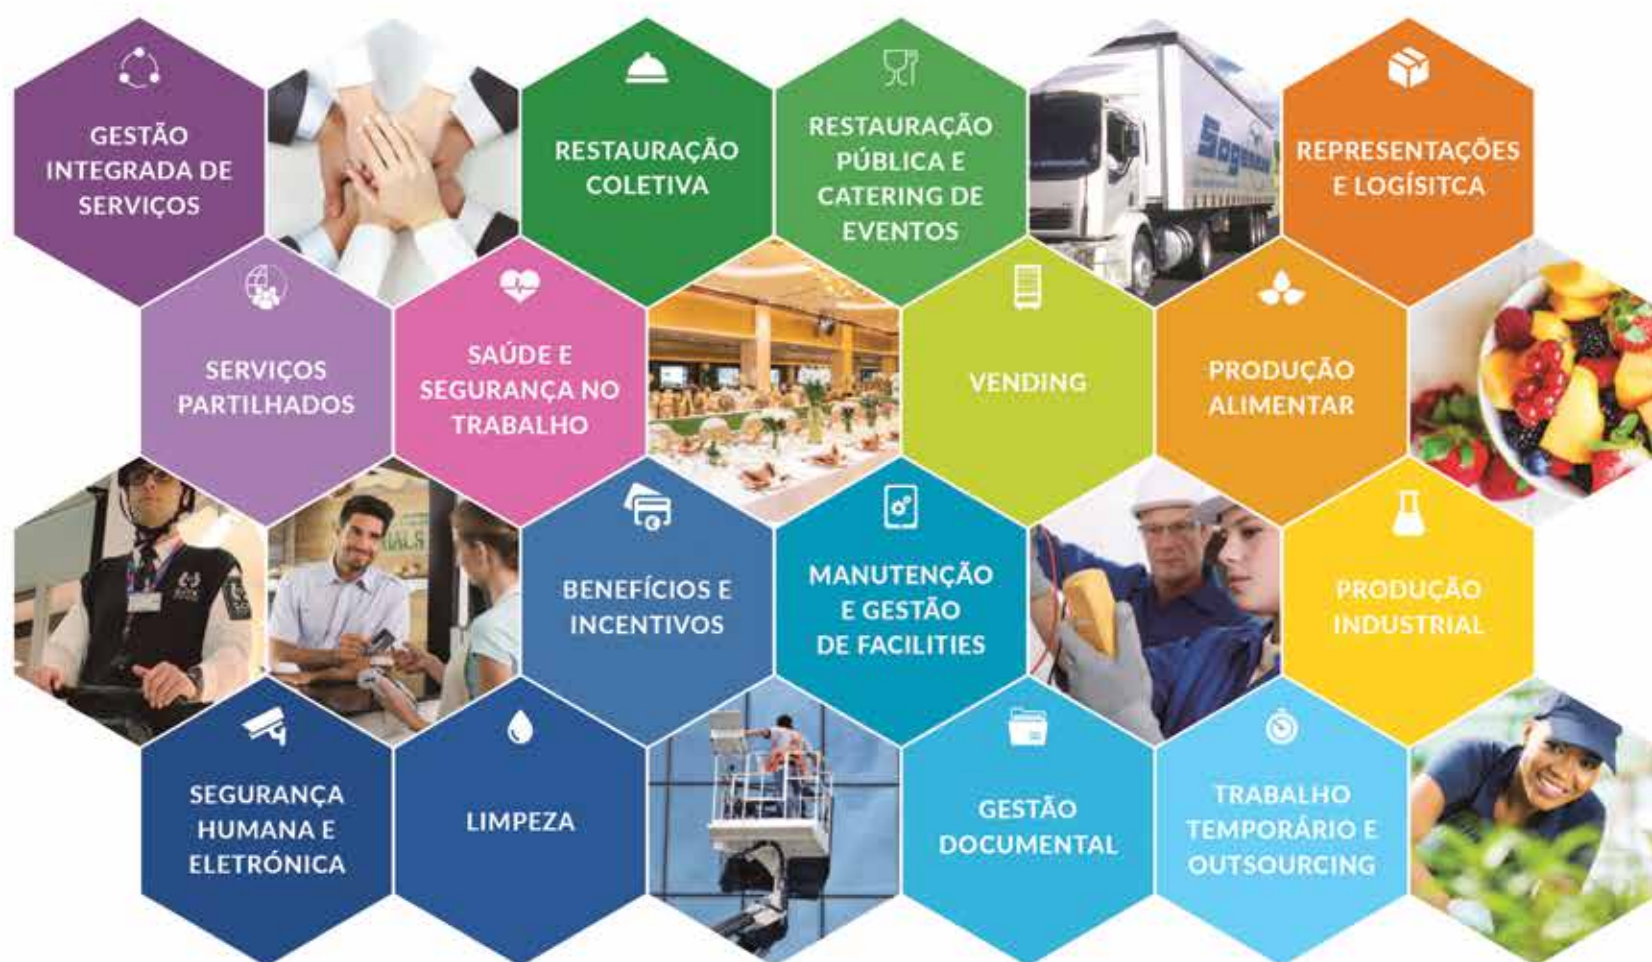 GESTÃO
INTEGRADA DE
SERVIÇOS
RESTAURAÇÃO
COLETIVA
RESTAURAÇÃO
PÚBLICA E
CATERING DE
EVENTOS
REPRESENTAÇÕES
E LOGÍSITCA
SERVIÇOS
PARTILHADOS
SAÚDE E
SEGURANÇA NO
TRABALHO
VENDING
PRODUÇÃO
ALIMENTAR
BENEFÍCIOS E
INCENTIVOS
MANUTENÇÃO
E GESTÃO
DE FACILITIES
PRODUÇÃO
INDUSTRIAL
SEGURANÇA
HUMANA E
ELETRÓNICA
LIMPEZA
GESTÃO
DOCUMENTAL
TRABALHO
TEMPORÁRIO E
OUTSOURCING